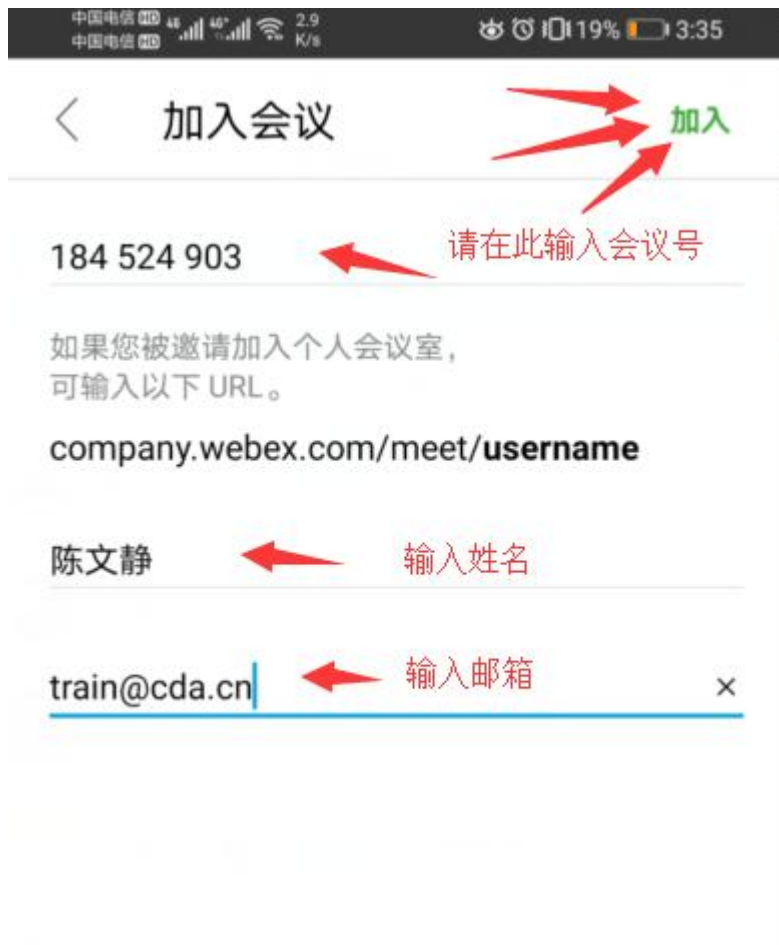 中国电信 HD 4G 4G+ 2.9
中国电信 HD K/s 19% 3:35
加入会议 加入
184 524 903 请在此输入会议号
如果您被邀请加入个人会议室，
可输入以下 URL。
company.webex.com/meet/username
陈文静 输入姓名
train@cda.cn 输入邮箱 ×